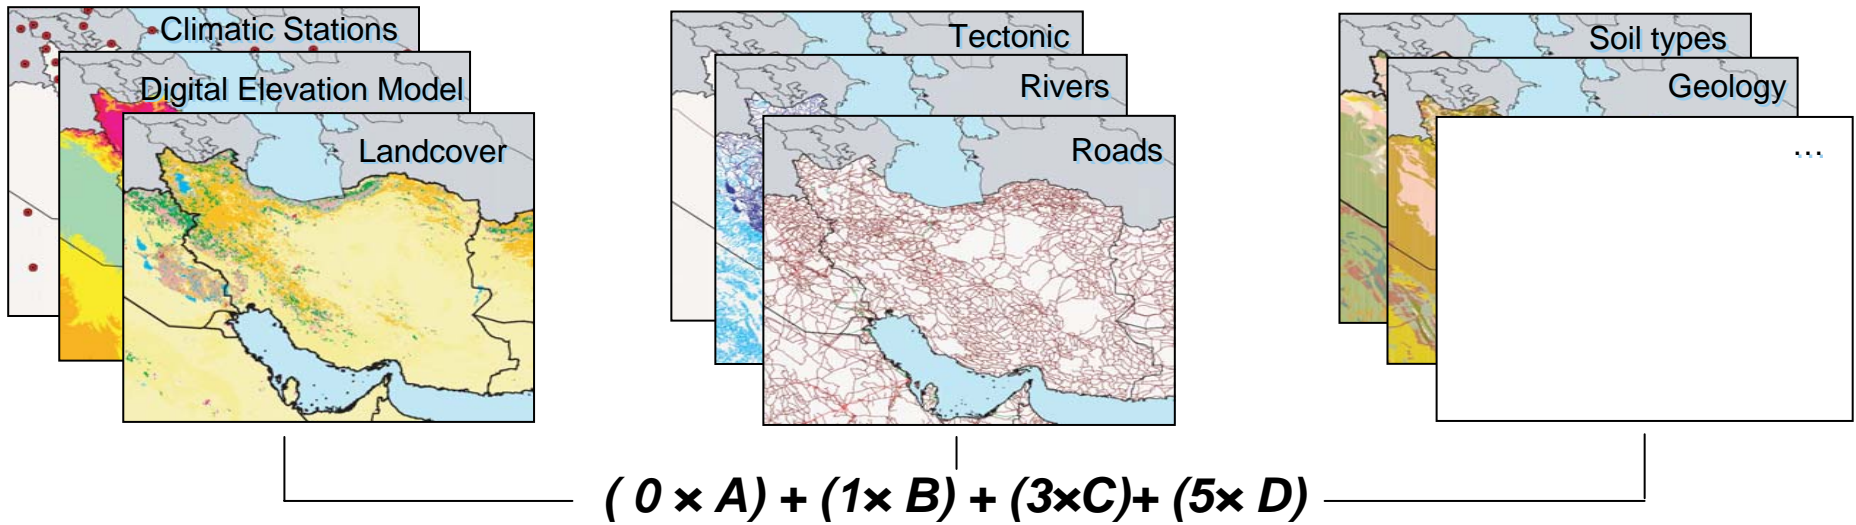 Climatic Stations
Digital Elevation Model
Landcover
Tectonic
Rivers
Roads
Soil types
Geology
...
( 0 × A) + (1× B) + (3×C)+ (5× D)